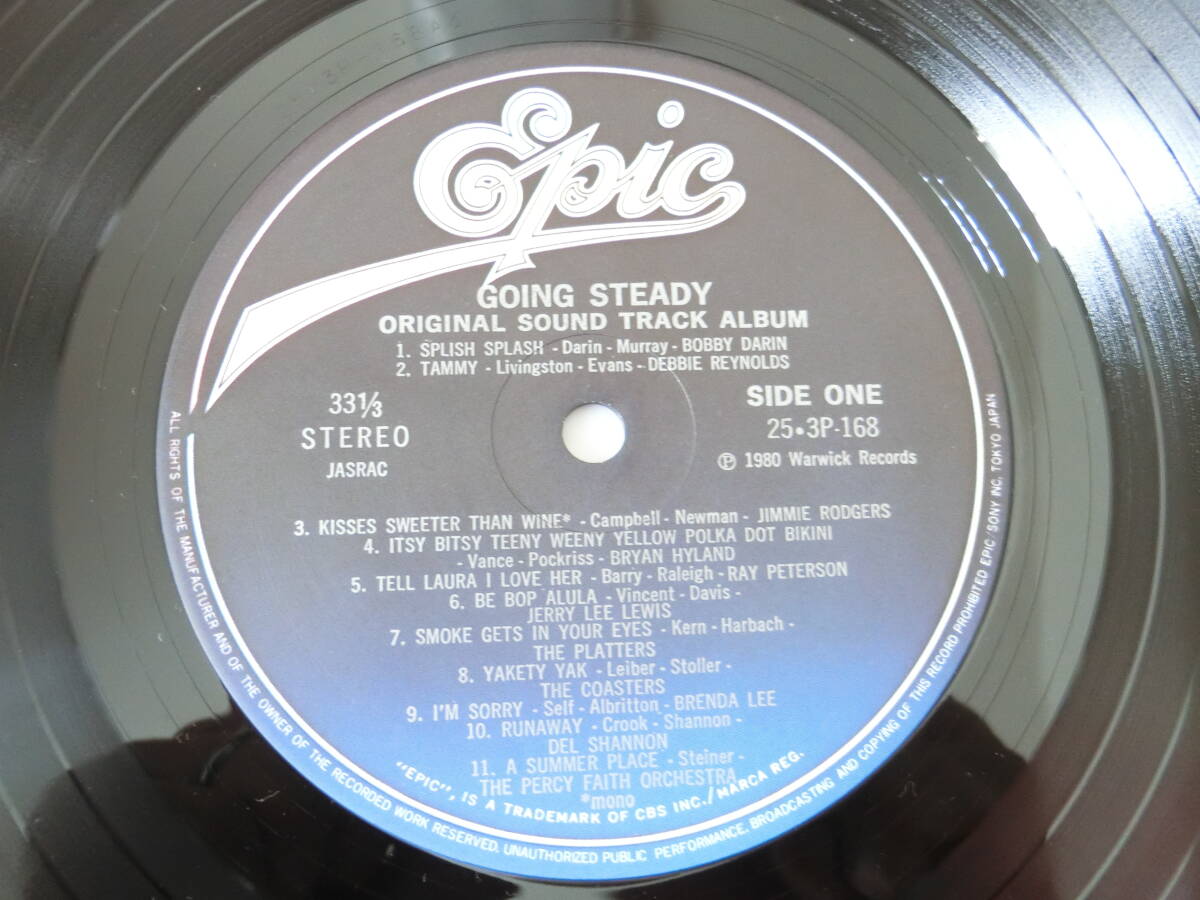 Epic
GOING STEADY
ORIGINAL SOUND TRACK ALBUM
1. SPLISH SPLASH - Darin - Murray - BOBBY DARIN
2. TAMMY - Livingston - Evans - DEBBIE REYNOLDS
33⅓
STEREO
JASRAC
SIDE ONE
25•3P-168
℗ 1980 Warwick Records
3. KISSES SWEETER THAN WINE* - Campbell - Newman - JIMMIE RODGERS
4. ITSY BITSY TEENY WEENY YELLOW POLKA DOT BIKINI
- Vance - Pockriss - BRYAN HYLAND
5. TELL LAURA I LOVE HER - Barry - Raleigh - RAY PETERSON
6. BE BOP ALULA - Vincent - Davis -
JERRY LEE LEWIS
7. SMOKE GETS IN YOUR EYES - Kern - Harbach -
THE PLATTERS
8. YAKETY YAK - Leiber - Stoller -
THE COASTERS
9. I'M SORRY - Self - Albritton - BRENDA LEE
10. RUNAWAY - Crook - Shannon -
DEL SHANNON
11. A SUMMER PLACE - Steiner -
THE PERCY FAITH ORCHESTRA
*mono
"EPIC", IS A TRADEMARK OF CBS INC./MARCA REG.
ALL RIGHTS OF THE MANUFACTURER AND OF THE OWNER OF THE RECORDED WORK RESERVED. UNAUTHORIZED PUBLIC PERFORMANCE, BROADCASTING AND COPYING OF THIS RECORD PROHIBITED EPIC/SONY INC. TOKYO JAPAN